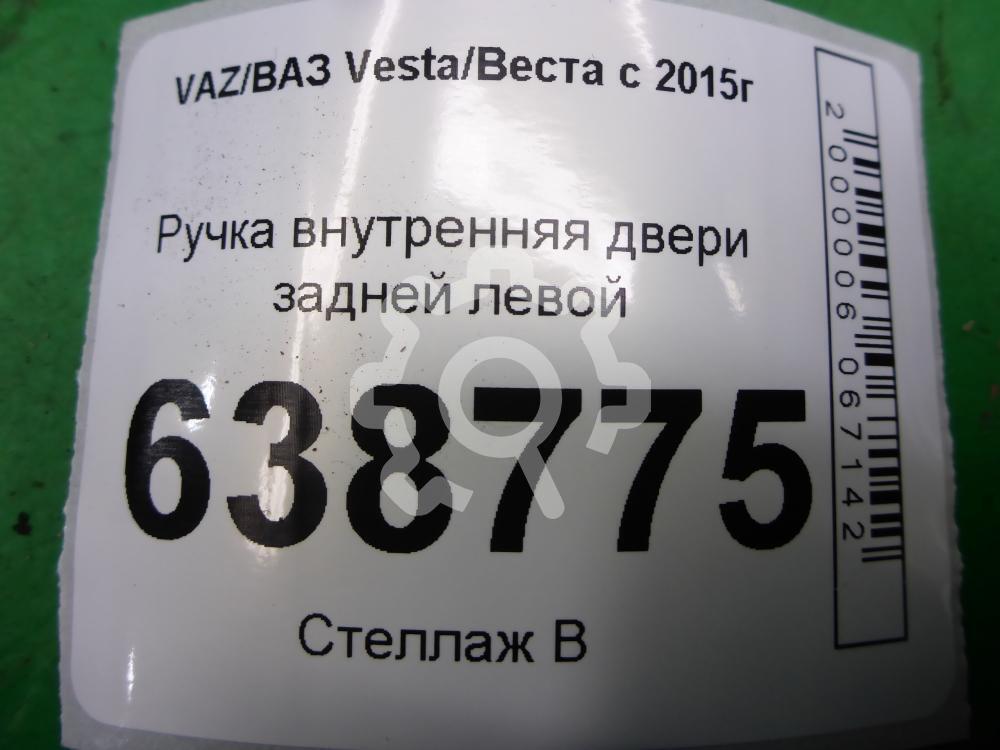 VAZ/ВАЗ Vesta/Веста с 2015г
Ручка внутренняя двери
задней левой
638775
Стеллаж В
2000006067142